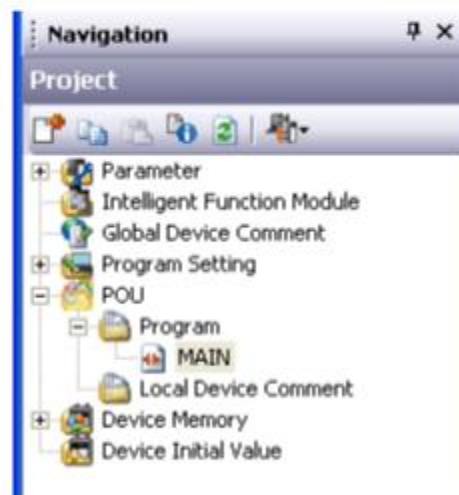 Navigation
Project
Parameter
Intelligent Function Module
Global Device Comment
Program Setting
POU
Program
MAIN
Local Device Comment
Device Memory
Device Initial Value